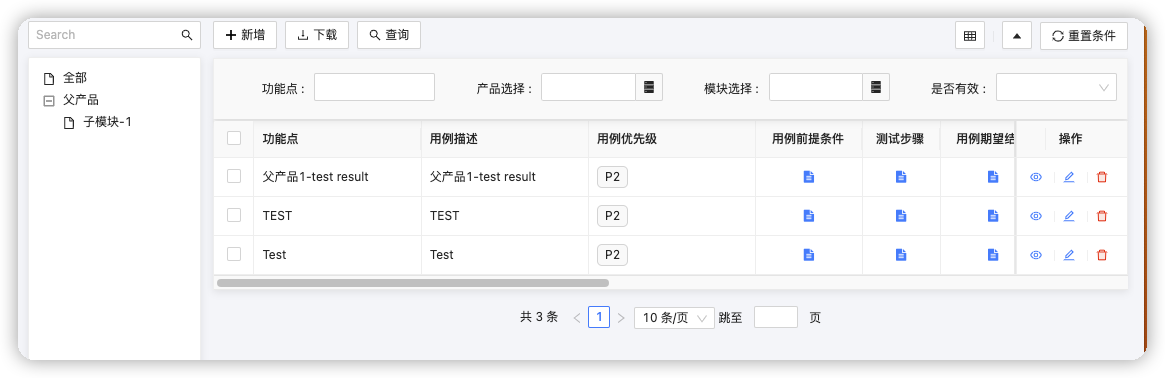 Search
新增 下载 查询 重置条件
全部
父产品
子模块-1
功能点： 产品选择： 模块选择： 是否有效：
功能点 用例描述 用例优先级 用例前提条件 测试步骤 用例期望结 操作
父产品1-test result 父产品1-test result P2
TEST TEST P2
Test Test P2
共 3 条 1 10 条/页 跳至 页